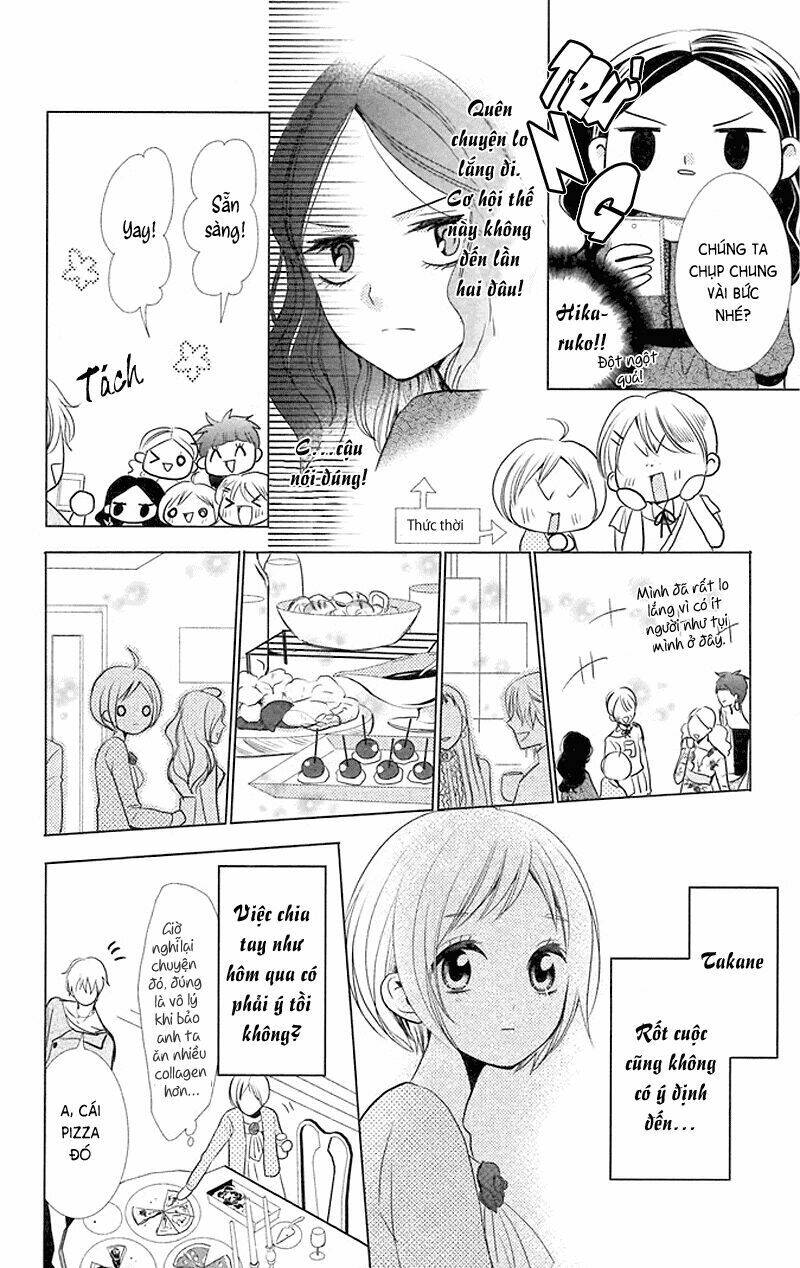 TRỪ
NG
CHÚNG TA
CHỤP CHUNG
VÀI BỨC
NHÉ?
Hika-
ruko!!
Đột ngột
quá!
Quên
chuyện lo
lắng đi.
Cơ hội thế
này không
đến lần
hai đâu!
C...cậu
nói đúng!
Thức thời
Sẵn
sàng!
Yay!
Tách
Mình đã rất lo
lắng vì có ít
người như tụi
mình ở đây.
Takane
Rốt cuộc
cũng không
có ý định
đến...
Việc chia
tay như
hôm qua có
phải ý tồi
không?
Giờ
nghĩ lại
chuyện
đó, đúng
là vô lý
khi bảo
anh ta
ăn nhiều
collagen
hơn...
A, CÁI
PIZZA
ĐÓ